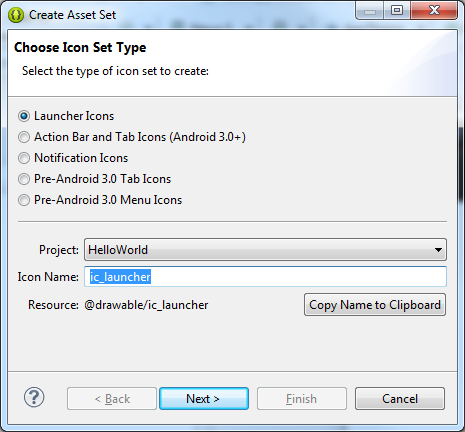 Create Asset Set
Choose Icon Set Type
Select the type of icon set to create:
Launcher Icons
Action Bar and Tab Icons (Android 3.0+)
Notification Icons
Pre-Android 3.0 Tab Icons
Pre-Android 3.0 Menu Icons
Project: HelloWorld
Icon Name: ic_launcher
Resource: @drawable/ic_launcher Copy Name to Clipboard
? < Back Next > Finish Cancel